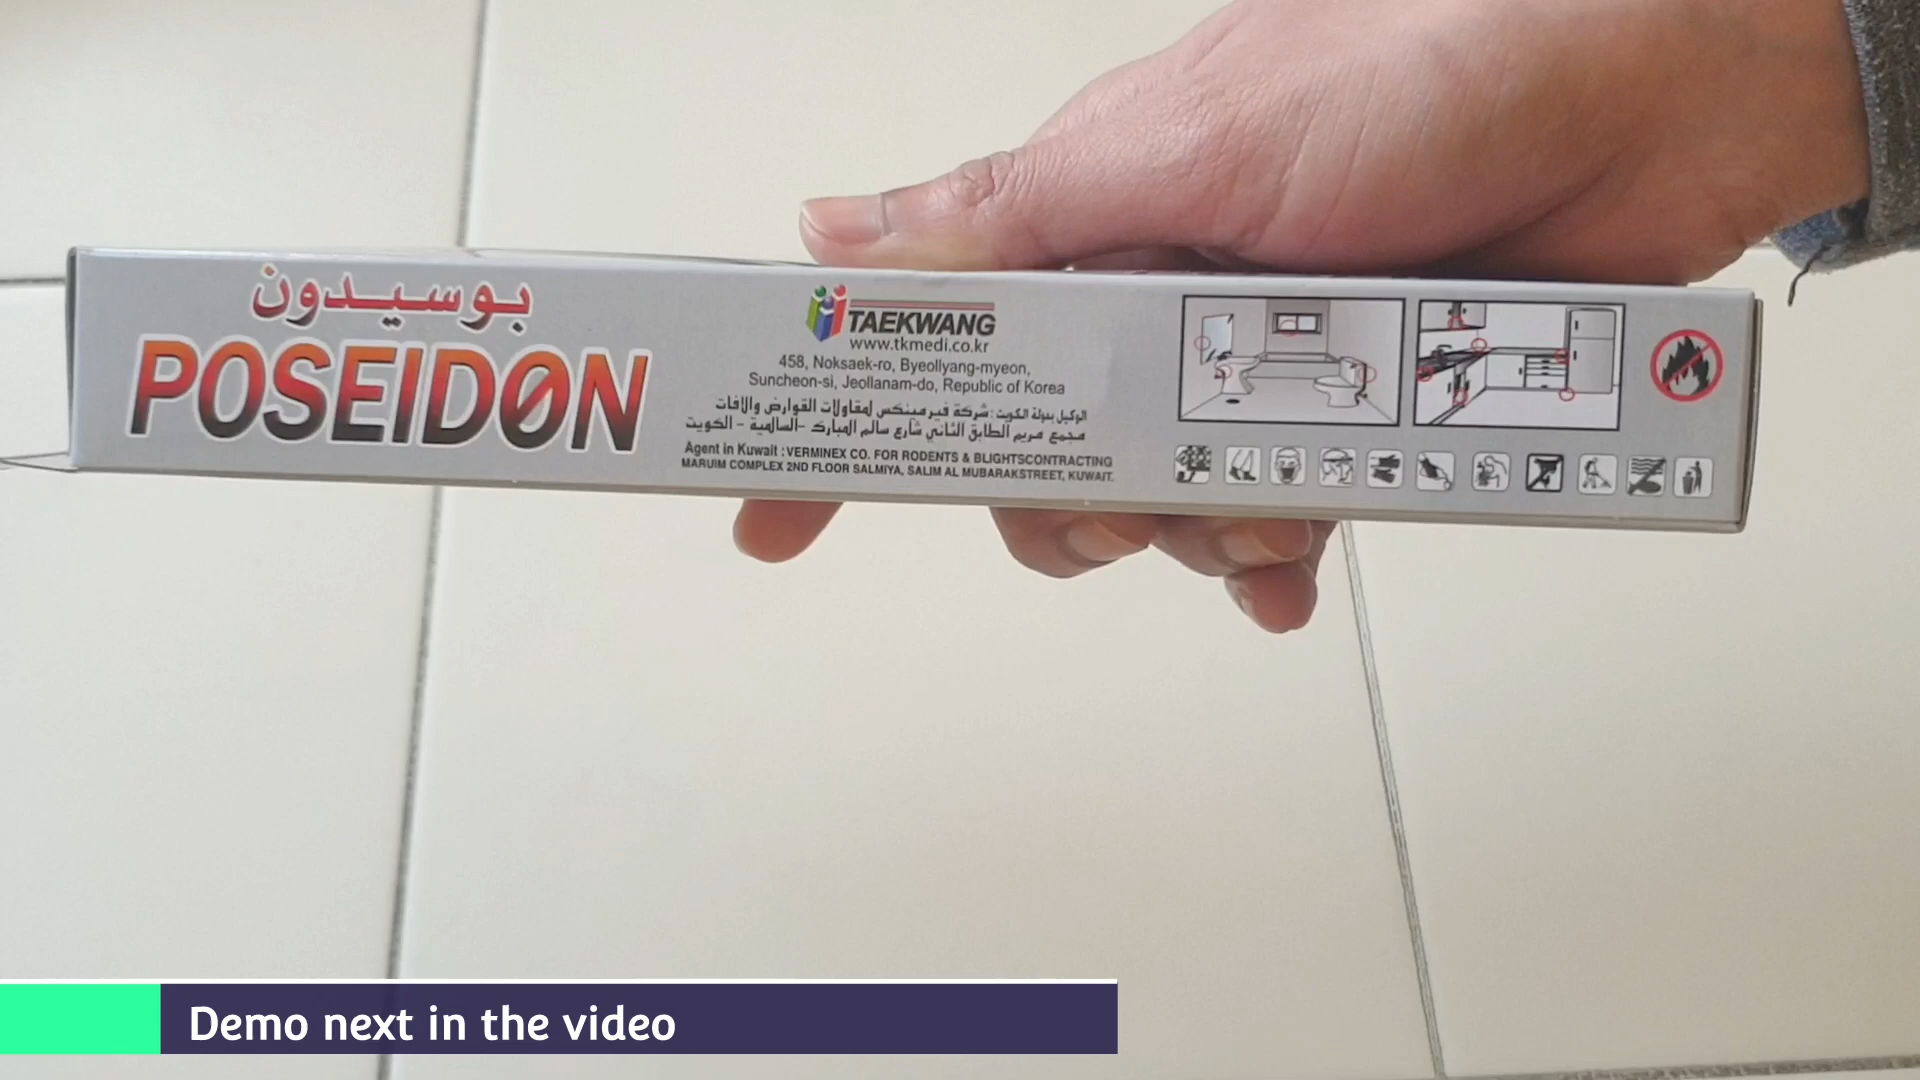 بوسيدون
POSEIDON
TAEKWANG
www.tkmedi.co.kr
458, Noksaek-ro, Byeollyang-myeon,
Suncheon-si, Jeollanam-do, Republic of Korea
الوكيل بدولة الكويت : شركة فيرمينكس لمقاولات القوارض والافات
مجمع مريم الطابق الثاني شارع سالم المبارك -السالمية - الكويت
Agent in Kuwait : VERMINEX CO. FOR RODENTS & BLIGHTSCONTRACTING
MARUIM COMPLEX 2ND FLOOR SALMIYA, SALIM AL MUBARAKSTREET, KUWAIT.
Demo next in the video